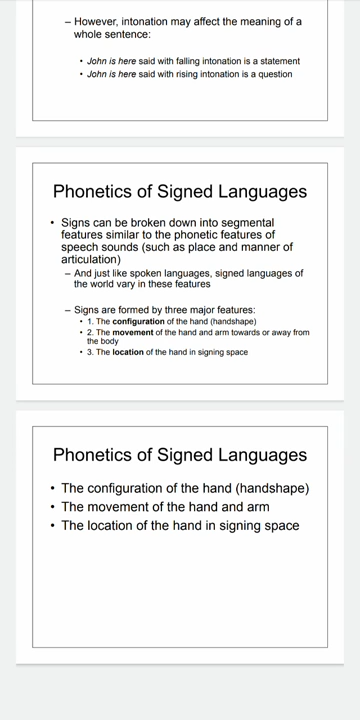 – However, intonation may affect the meaning of a
whole sentence:
• John is here said with falling intonation is a statement
• John is here said with rising intonation is a question
Phonetics of Signed Languages
• Signs can be broken down into segmental
features similar to the phonetic features of
speech sounds (such as place and manner of
articulation)
– And just like spoken languages, signed languages of
the world vary in these features
– Signs are formed by three major features:
• 1. The configuration of the hand (handshape)
• 2. The movement of the hand and arm towards or away from
the body
• 3. The location of the hand in signing space
Phonetics of Signed Languages
• The configuration of the hand (handshape)
• The movement of the hand and arm
• The location of the hand in signing space